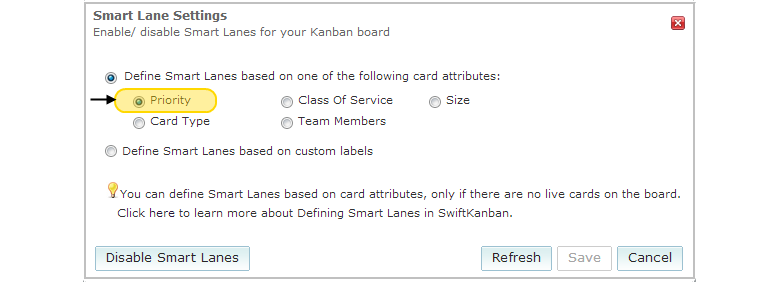 Smart Lane Settings
Enable/ disable Smart Lanes for your Kanban board
Define Smart Lanes based on one of the following card attributes:
Priority Class Of Service Size
Card Type Team Members
Define Smart Lanes based on custom labels
You can define Smart Lanes based on card attributes, only if there are no live cards on the board.
Click here to learn more about Defining Smart Lanes in SwiftKanban.
Disable Smart Lanes Refresh Save Cancel